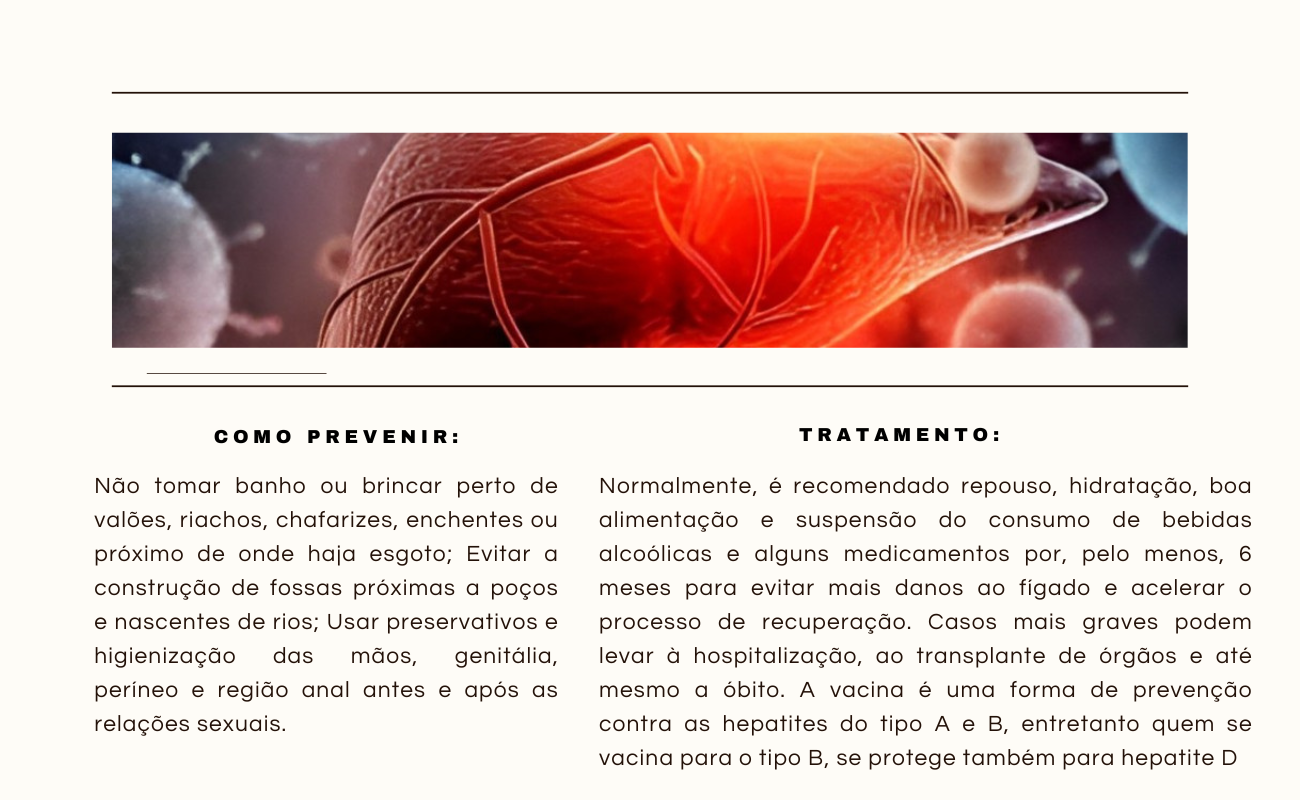 COMO PREVENIR:
Não tomar banho ou brincar perto de
valões, riachos, chafarizes, enchentes ou
próximo de onde haja esgoto; Evitar a
construção de fossas próximas a poços
e nascentes de rios; Usar preservativos e
higienização das mãos, genitália,
períneo e região anal antes e após as
relações sexuais.
TRATAMENTO:
Normalmente, é recomendado repouso, hidratação, boa
alimentação e suspensão do consumo de bebidas
alcoólicas e alguns medicamentos por, pelo menos, 6
meses para evitar mais danos ao fígado e acelerar o
processo de recuperação. Casos mais graves podem
levar à hospitalização, ao transplante de órgãos e até
mesmo a óbito. A vacina é uma forma de prevenção
contra as hepatites do tipo A e B, entretanto quem se
vacina para o tipo B, se protege também para hepatite D